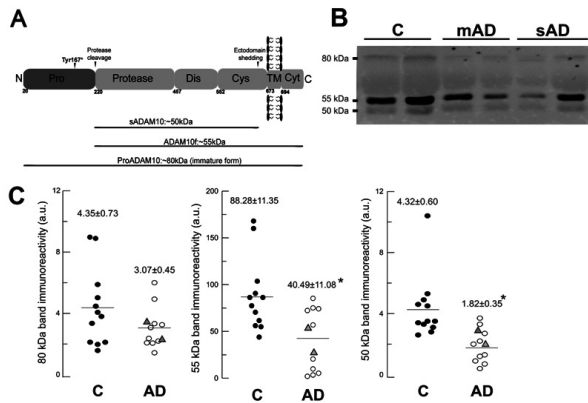 A
Protease cleavage
Tyr167*
Ectodomain shedding
N Pro Protease Dis Cys TM Cyt C
20 220 457 552 673 694
sADAM10:~50kDa
ADAM10f:~55kDa
ProADAM10:~80kDa (immature form)
B
C mAD sAD
80 kDa
55 kDa
50 kDa
C
80 kDa band immunoreactivity (a.u.)
12
8
4
0
4.35±0.73
3.07±0.45
C AD
55 kDa band immunoreactivity (a.u.)
200
150
100
50
0
88.28±11.35
40.49±11.08 *
C AD
50 kDa band immunoreactivity (a.u.)
12
8
4
0
4.32±0.60
1.82±0.35 *
C AD